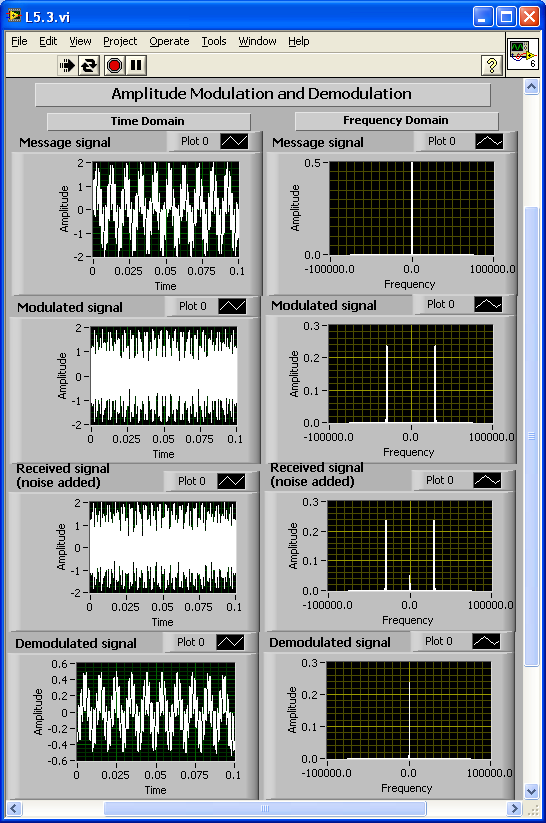 L5.3.vi
File Edit View Project Operate Tools Window Help
?
6
Amplitude Modulation and Demodulation
Time Domain
Frequency Domain
Message signal
Plot 0
2
1
0
-1
-2
Amplitude
0 0.025 0.05 0.075 0.1
Time
Message signal
Plot 0
0.5
0.0
Amplitude
-100000.0 0.0 100000.0
Frequency
Modulated signal
Plot 0
2
1
0
-1
-2
Amplitude
0 0.025 0.05 0.075 0.1
Time
Modulated signal
Plot 0
0.3
0.2
0.1
0.0
Amplitude
-100000.0 0.0 100000.0
Frequency
Received signal
(noise added)
Plot 0
2
1
0
-1
-2
Amplitude
0 0.025 0.05 0.075 0.1
Time
Received signal
(noise added)
Plot 0
0.3
0.2
0.1
0.0
Amplitude
-100000.0 0.0 100000.0
Frequency
Demodulated signal
Plot 0
0.6
0.4
0.2
0
-0.2
-0.4
-0.6
Amplitude
0 0.025 0.05 0.075 0.1
Time
Demodulated signal
Plot 0
0.3
0.2
0.1
0.0
Amplitude
-100000.0 0.0 100000.0
Frequency